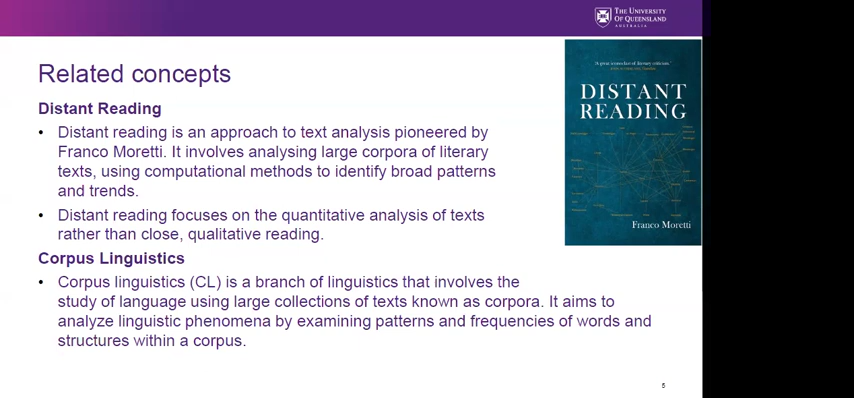 THE UNIVERSITY
OF QUEENSLAND
AUSTRALIA
Related concepts
Distant Reading
• Distant reading is an approach to text analysis pioneered by
Franco Moretti. It involves analysing large corpora of literary
texts, using computational methods to identify broad patterns
and trends.
• Distant reading focuses on the quantitative analysis of texts
rather than close, qualitative reading.
Corpus Linguistics
• Corpus linguistics (CL) is a branch of linguistics that involves the
study of language using large collections of texts known as corpora. It aims to
analyze linguistic phenomena by examining patterns and frequencies of words and
structures within a corpus.
DISTANT
READING
Franco Moretti
5